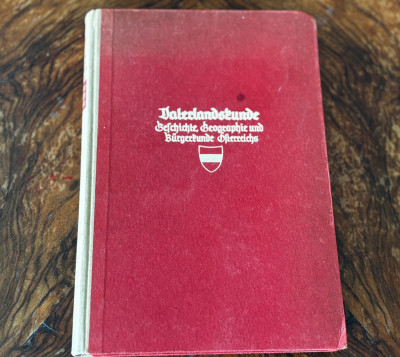 Vaterlandskunde
Geschichte, Geographie und
Bürgerkunde Österreichs